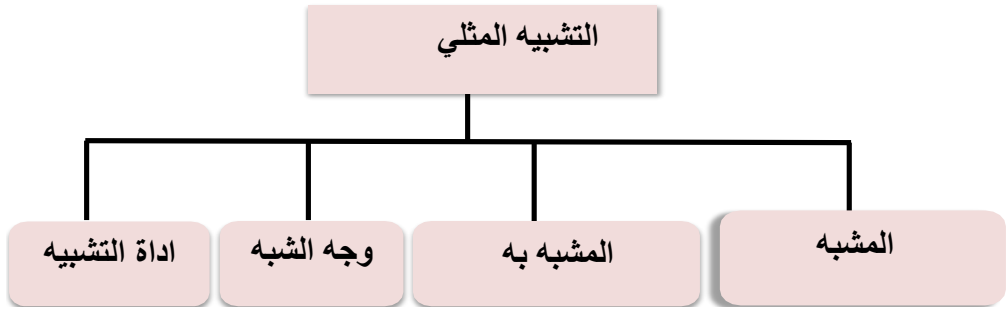 التشبيه المثلي
المشبه
المشبه به
وجه الشبه
اداة التشبيه